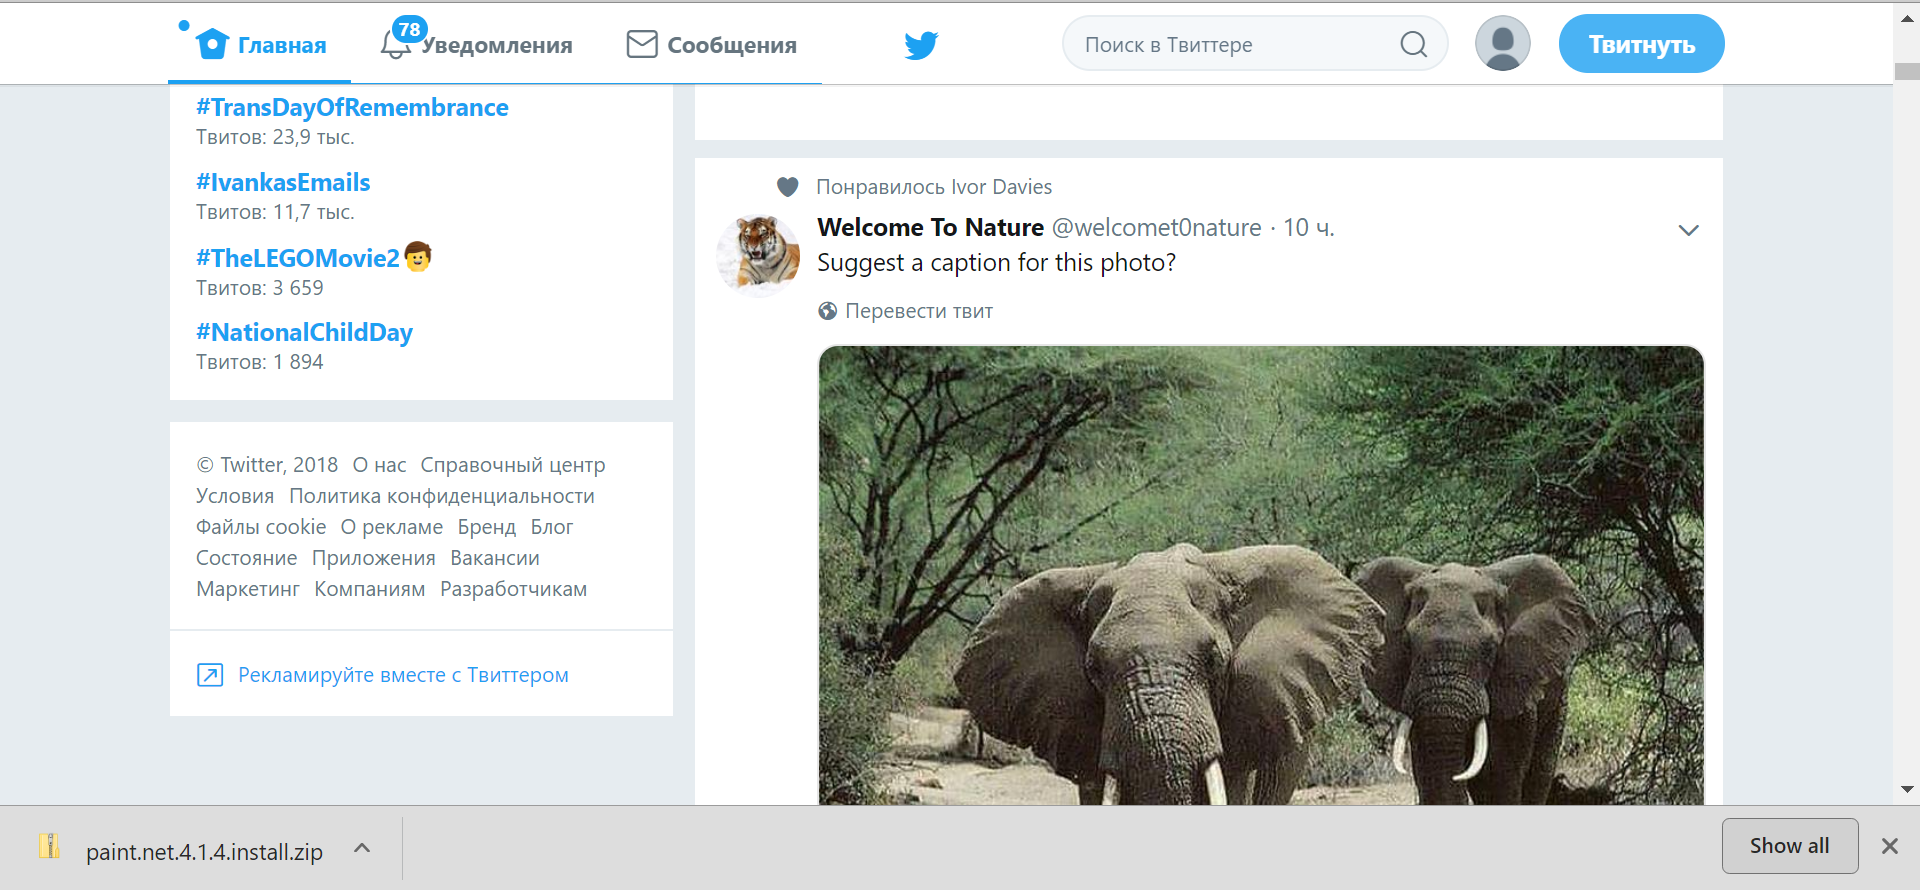 Главная
78
Уведомления
Сообщения
Поиск в Твиттере
Твитнуть
#TransDayOfRemembrance
Твитов: 23,9 тыс.
#IvankasEmails
Твитов: 11,7 тыс.
#TheLEGOMovie2
Твитов: 3 659
#NationalChildDay
Твитов: 1 894
© Twitter, 2018 О нас Справочный центр
Условия Политика конфиденциальности
Файлы cookie О рекламе Бренд Блог
Состояние Приложения Вакансии
Маркетинг Компаниям Разработчикам
Рекламируйте вместе с Твиттером
Понравилось Ivor Davies
Welcome To Nature @welcomet0nature · 10 ч.
Suggest a caption for this photo?
Перевести твит
paint.net.4.1.4.install.zip
Show all